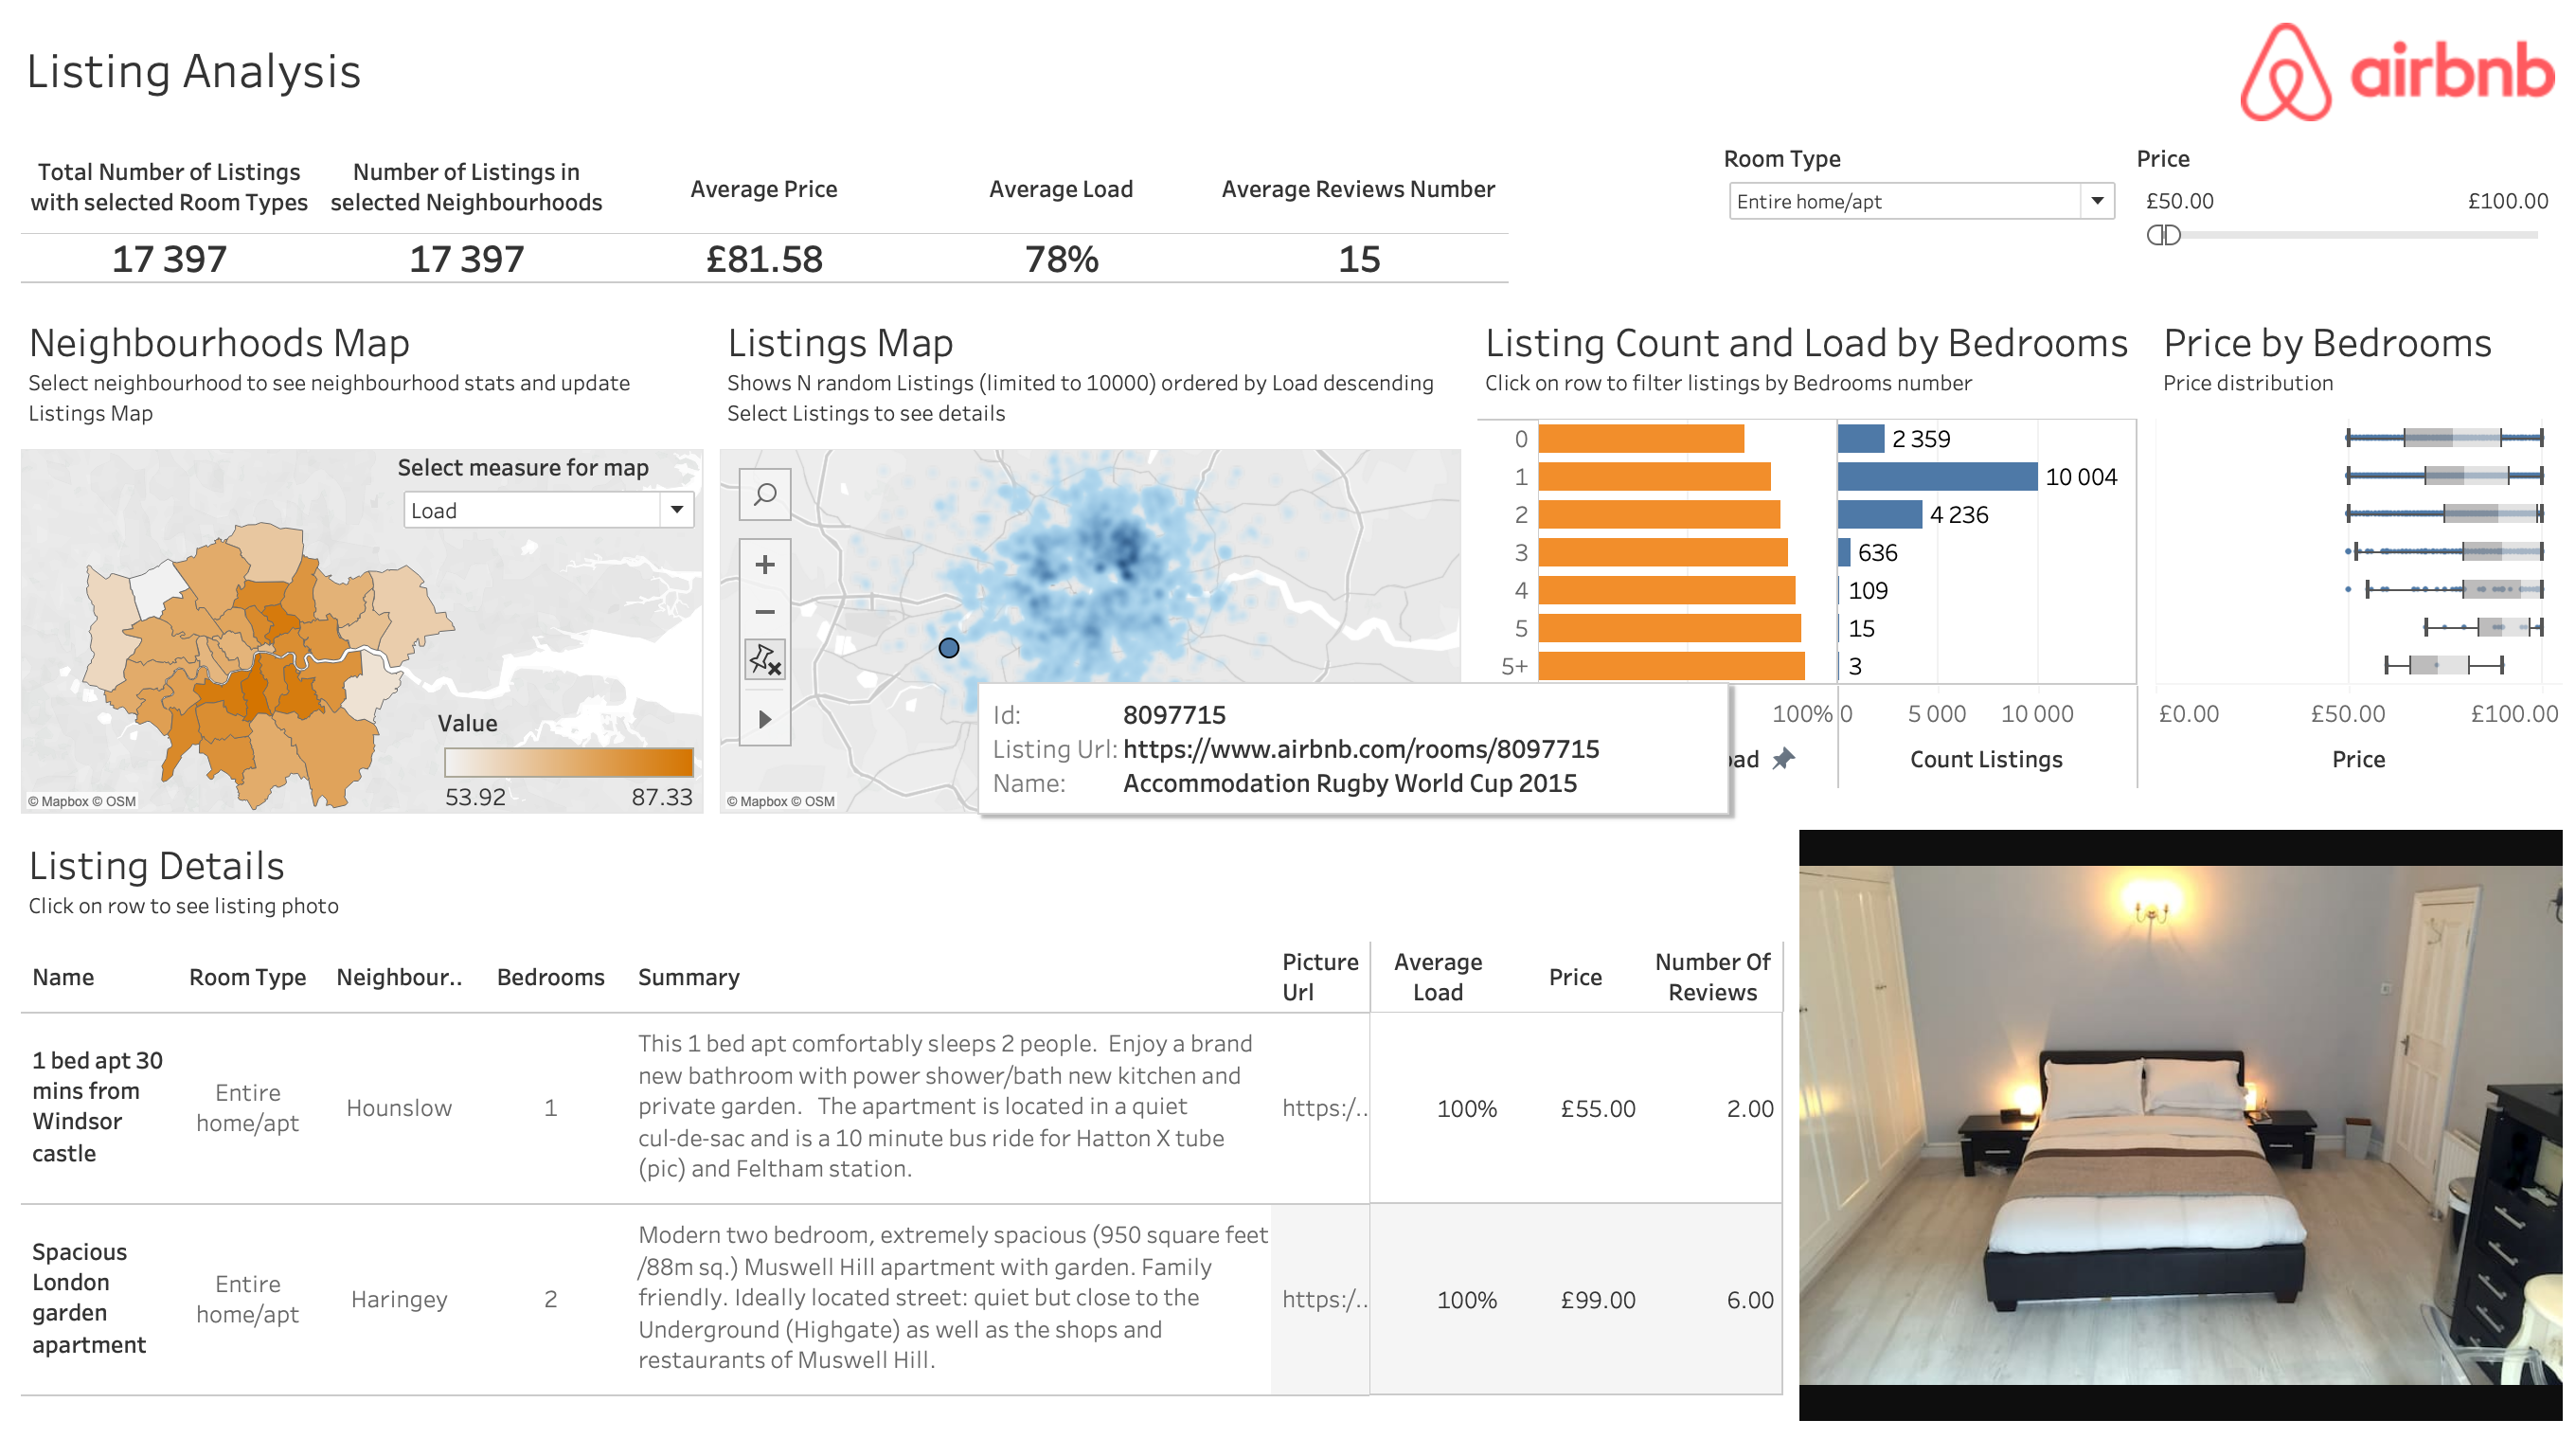 Listing Analysis
airbnb
Total Number of Listings
with selected Room Types
17 397
Number of Listings in
selected Neighbourhoods
17 397
Average Price
£81.58
Average Load
78%
Average Reviews Number
15
Room Type
Entire home/apt
Price
£50.00 £100.00
Neighbourhoods Map
Select neighbourhood to see neighbourhood stats and update
Listings Map
Select measure for map
Load
Value
53.92 87.33
© Mapbox © OSM
Listings Map
Shows N random Listings (limited to 10000) ordered by Load descending
Select Listings to see details
© Mapbox © OSM
Id: 8097715
Listing Url: https://www.airbnb.com/rooms/8097715
Name: Accommodation Rugby World Cup 2015
Listing Count and Load by Bedrooms
Click on row to filter listings by Bedrooms number
0 2 359
1 10 004
2 4 236
3 636
4 109
5 15
5+ 3
100% 0 5 000 10 000
ad Count Listings
Price by Bedrooms
Price distribution
£0.00 £50.00 £100.00
Price
Listing Details
Click on row to see listing photo
Name Room Type Neighbour.. Bedrooms Summary Picture Url Average Load Price Number Of Reviews
1 bed apt 30
mins from
Windsor
castle
Entire
home/apt
Hounslow
1
This 1 bed apt comfortably sleeps 2 people.  Enjoy a brand
new bathroom with power shower/bath new kitchen and
private garden.   The apartment is located in a quiet
cul-de-sac and is a 10 minute bus ride for Hatton X tube
(pic) and Feltham station.
https:/..
100%
£55.00
2.00
Spacious
London
garden
apartment
Entire
home/apt
Haringey
2
Modern two bedroom, extremely spacious (950 square feet
/88m sq.) Muswell Hill apartment with garden. Family
friendly. Ideally located street: quiet but close to the
Underground (Highgate) as well as the shops and
restaurants of Muswell Hill.
https:/..
100%
£99.00
6.00